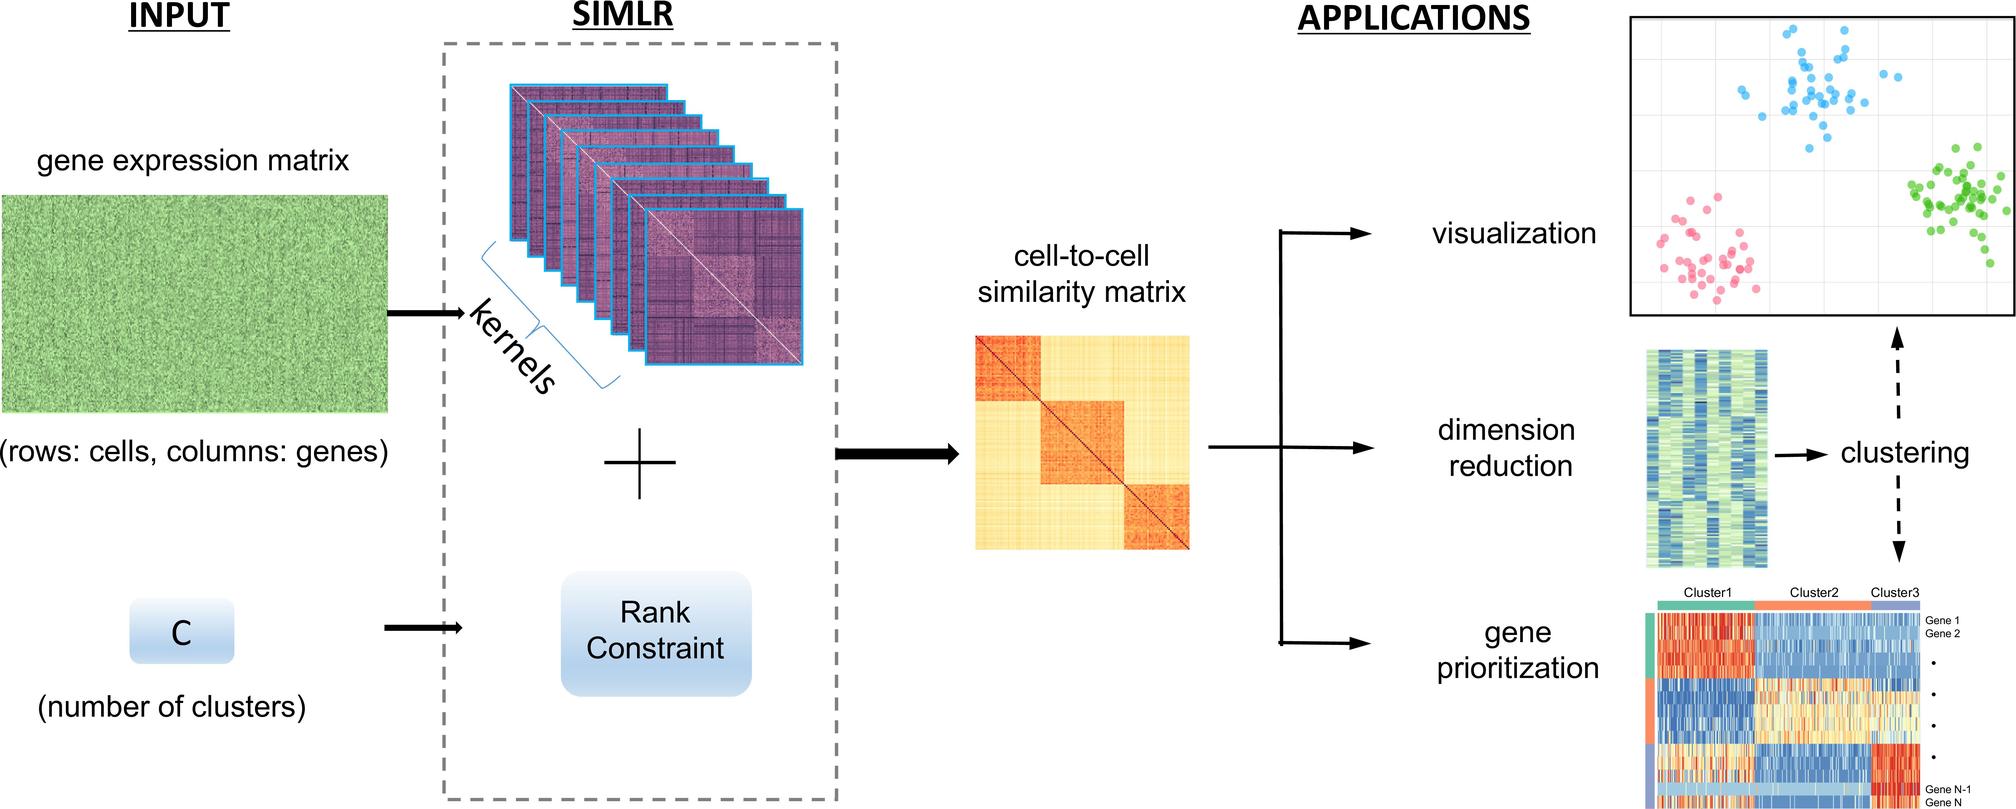 INPUT
SIMLR
APPLICATIONS
gene expression matrix
(rows: cells, columns: genes)
C
(number of clusters)
kernels
Rank
Constraint
cell-to-cell
similarity matrix
visualization
dimension
reduction
clustering
gene
prioritization
Cluster1
Cluster2
Cluster3
Gene 1
Gene 2
Gene N-1
Gene N